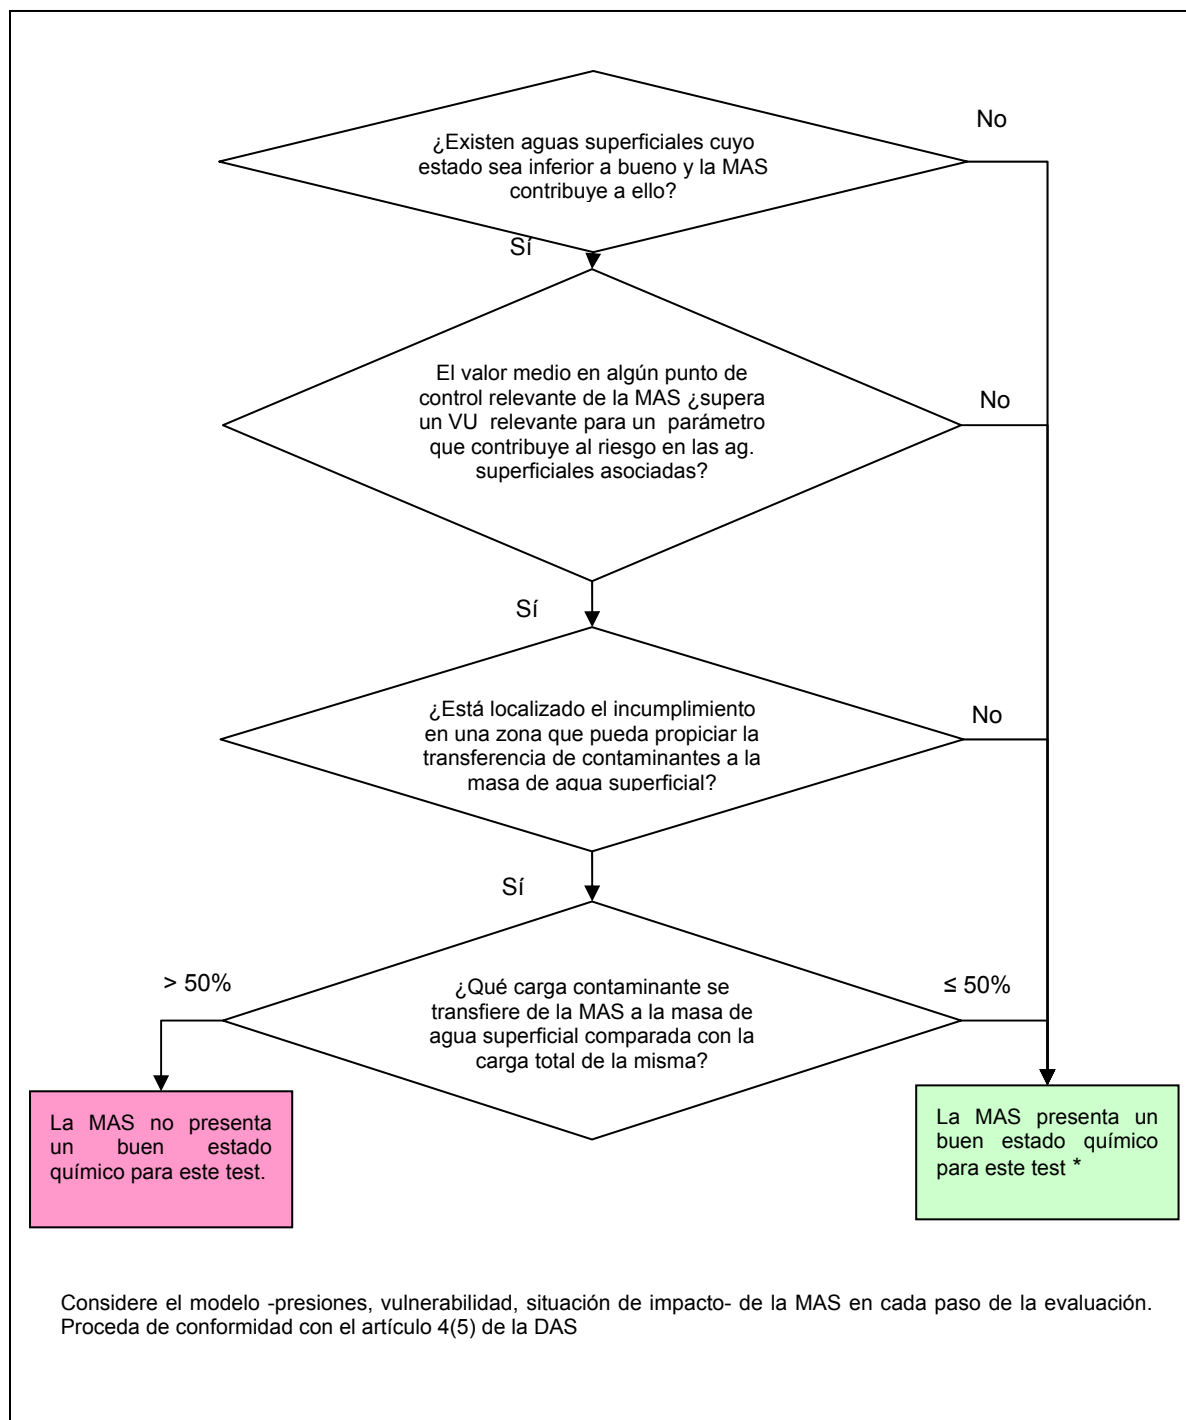 No
¿Existen aguas superficiales cuyo
estado sea inferior a bueno y la MAS
contribuye a ello?
Sí
El valor medio en algún punto de
control relevante de la MAS ¿supera
un VU relevante para un parámetro
que contribuye al riesgo en las ag.
superficiales asociadas?
No
Sí
¿Está localizado el incumplimiento
en una zona que pueda propiciar la
transferencia de contaminantes a la
masa de agua superficial?
No
Sí
> 50%
¿Qué carga contaminante se
transfiere de la MAS a la masa de
agua superficial comparada con la
carga total de la misma?
≤ 50%
La MAS no presenta
un buen estado
químico para este test.
La MAS presenta un
buen estado químico
para este test *
Considere el modelo -presiones, vulnerabilidad, situación de impacto- de la MAS en cada paso de la evaluación.
Proceda de conformidad con el artículo 4(5) de la DAS